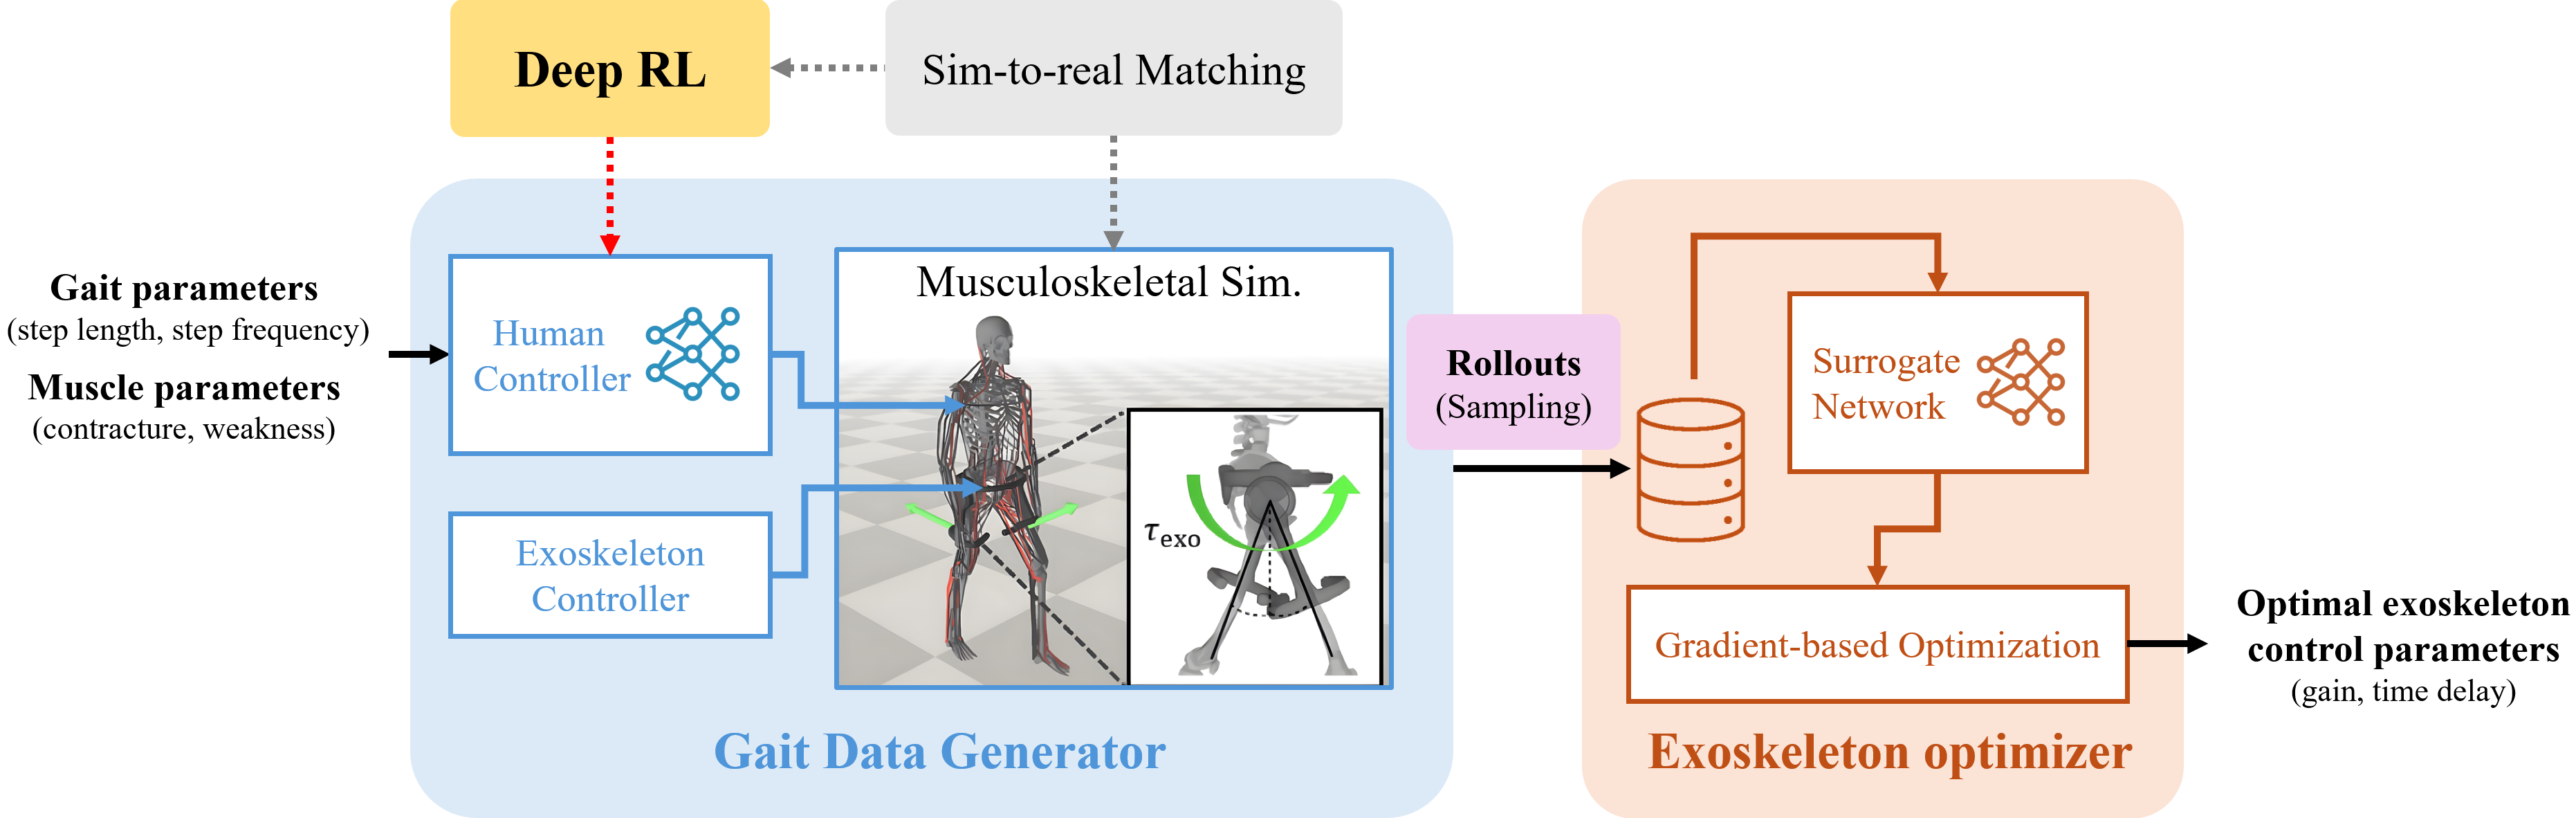 Deep RL
Sim-to-real Matching
Gait parameters
(step length, step frequency)
Muscle parameters
(contracture, weakness)
Human
Controller
Exoskeleton
Controller
Musculoskeletal Sim.
τexo
Gait Data Generator
Rollouts
(Sampling)
Surrogate
Network
Gradient-based Optimization
Exoskeleton optimizer
Optimal exoskeleton
control parameters
(gain, time delay)